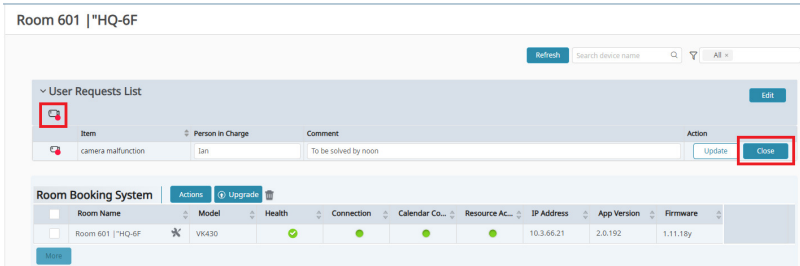 Room 601 |"HQ-6F
Refresh Search device name All ×
User Requests List Edit
Item Person in Charge Comment Action
camera malfunction Ian To be solved by noon Update Close
Room Booking System Actions Upgrade
Room Name Model Health Connection Calendar Co... Resource Ac... IP Address App Version Firmware
Room 601 |"HQ-6F VK430 10.3.66.21 2.0.192 1.11.18y
More